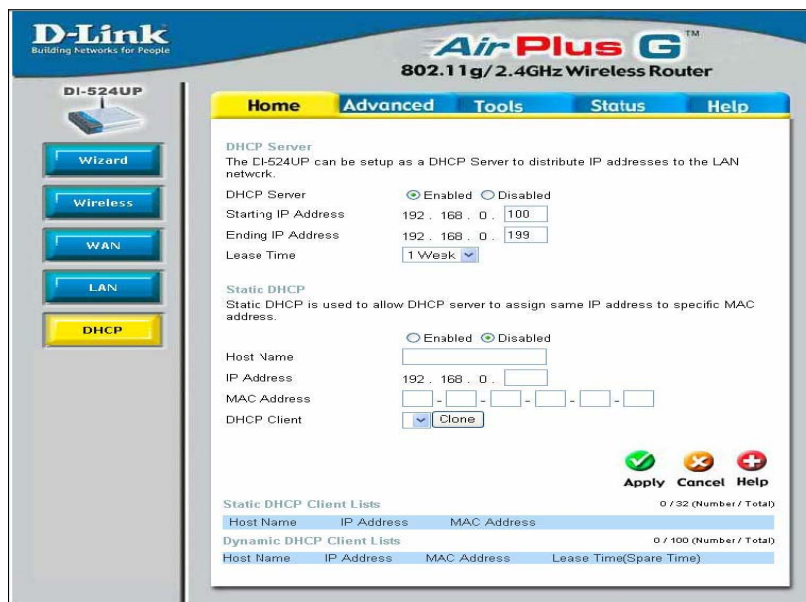 D-Link
Building Networks for People
Air Plus G™
802.11g/2.4GHz Wireless Router
DI-524UP
Home Advanced Tools Status Help
Wizard
Wireless
WAN
LAN
DHCP
DHCP Server
The DI-524UP can be setup as a DHCP Server to distribute IP addresses to the LAN
network.
DHCP Server Enabled Disabled
Starting IP Address 192 . 168 . 0 . 100
Ending IP Address 192 . 168 . 0 . 199
Lease Time 1 Week
Static DHCP
Static DHCP is used to allow DHCP server to assign same IP address to specific MAC
address.
Enabled Disabled
Host Name
IP Address 192 . 168 . 0 .
MAC Address - - - - -
DHCP Client Clone
Apply Cancel Help
Static DHCP Client Lists 0 / 32 (Number / Total)
Host Name IP Address MAC Address
Dynamic DHCP Client Lists 0 / 100 (Number / Total)
Host Name IP Address MAC Address Lease Time(Spare Time)